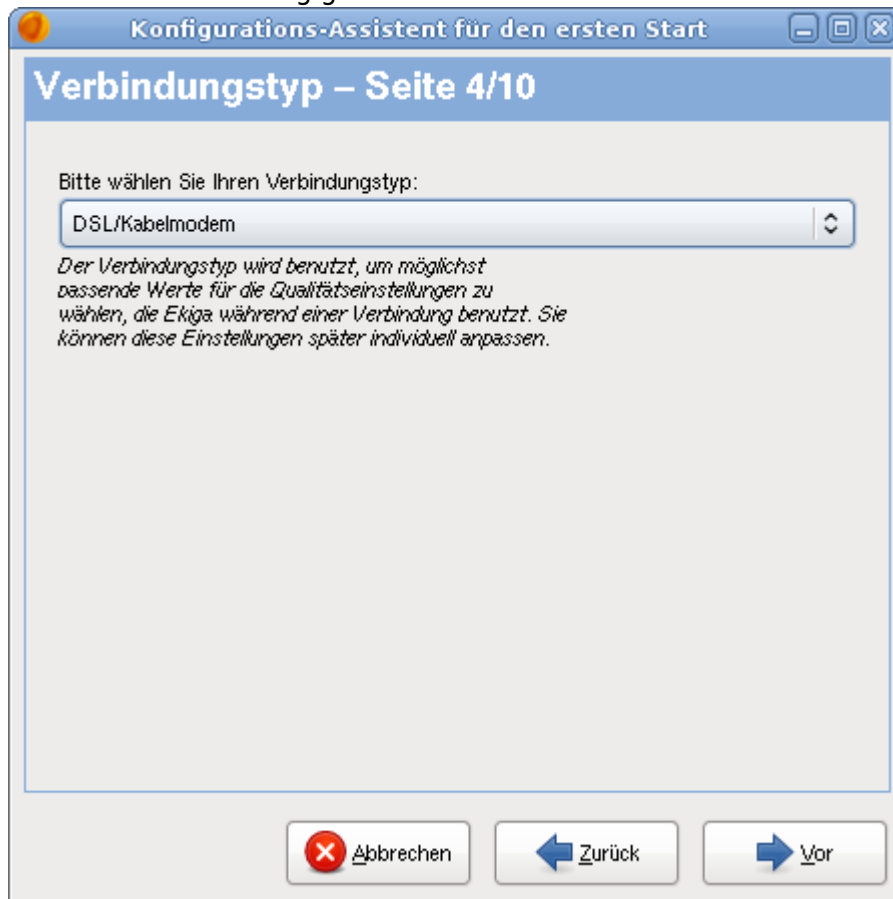 Konfigurations-Assistent für den ersten Start
Verbindungstyp – Seite 4/10
Bitte wählen Sie Ihren Verbindungstyp:
DSL/Kabelmodem
Der Verbindungstyp wird benutzt, um möglichst
passende Werte für die Qualitätseinstellungen zu
wählen, die Ekiga während einer Verbindung benutzt. Sie
können diese Einstellungen später individuell anpassen.
Abbrechen
Zurück
Vor